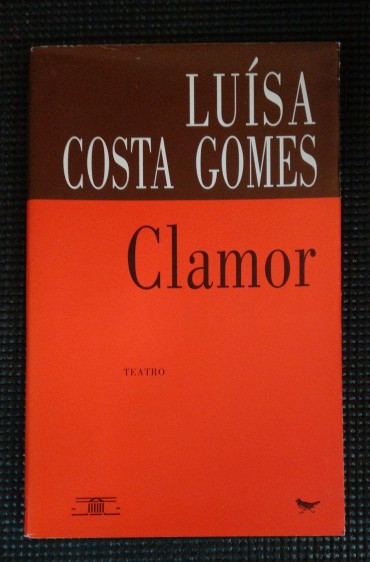 LUÍSA
COSTA GOMES
Clamor
TEATRO